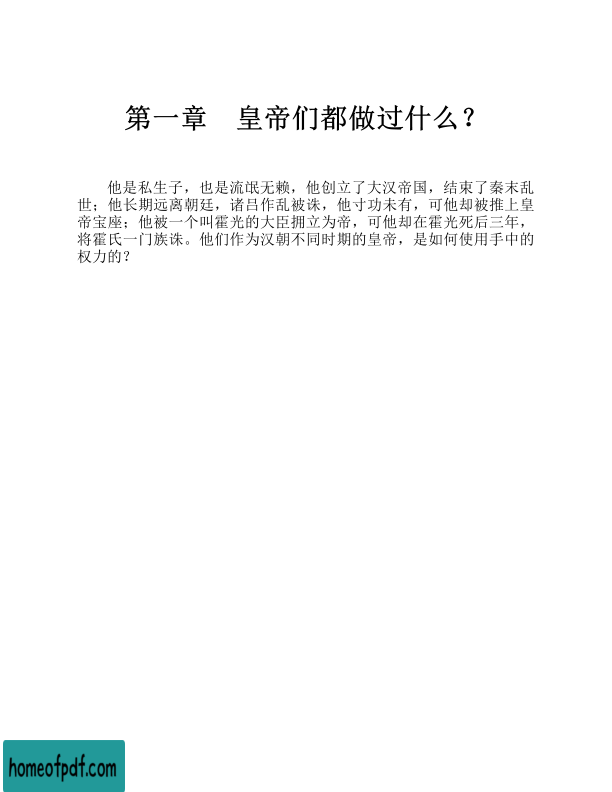 第一章　皇帝们都做过什么？
他是私生子，也是流氓无赖，他创立了大汉帝国，结束了秦末乱
世；他长期远离朝廷，诸吕作乱被诛，他寸功未有，可他却被推上皇
帝宝座；他被一个叫霍光的大臣拥立为帝，可他却在霍光死后三年，
将霍氏一门族诛。他们作为汉朝不同时期的皇帝，是如何使用手中的
权力的？
homeofpdf.com